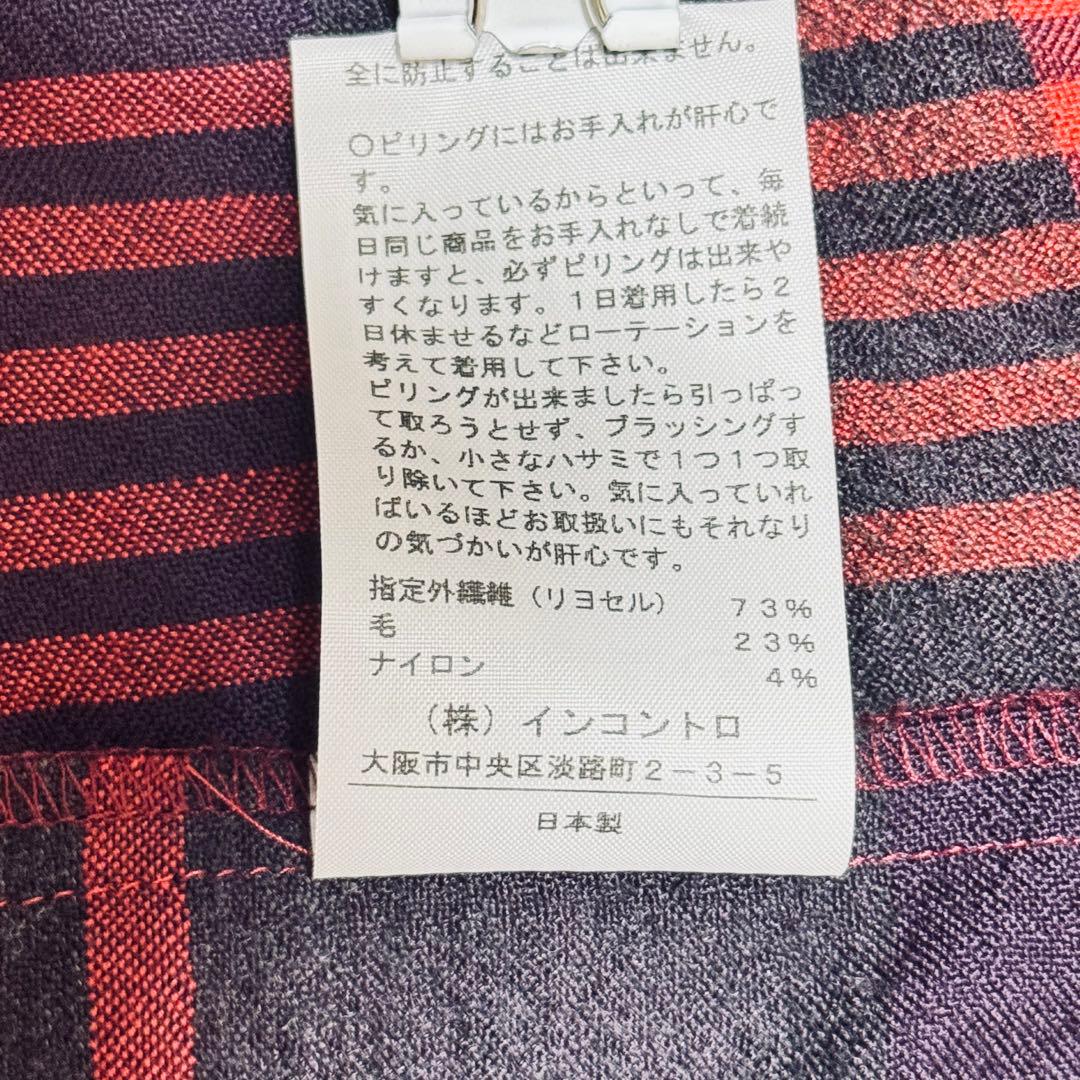 全に防止することは出来ません。
○ピリングにはお手入れが肝心で
す。
気に入っているからといって、毎
日同じ商品をお手入れなしで着続
けますと、必ずピリングは出来や
すくなります。１日着用したら２
日休ませるなどローテーションを
考えて着用して下さい。
ピリングが出来ましたら引っぱっ
て取ろうとせず、ブラッシングす
るか、小さなハサミで１つ１つ取
り除いて下さい。気に入っていれ
ばいるほどお取扱いにもそれなり
の気づかいが肝心です。
指定外繊維（リヨセル） ７３％
毛 ２３％
ナイロン ４％
（株）インコントロ
大阪市中央区淡路町２－３－５
日本製